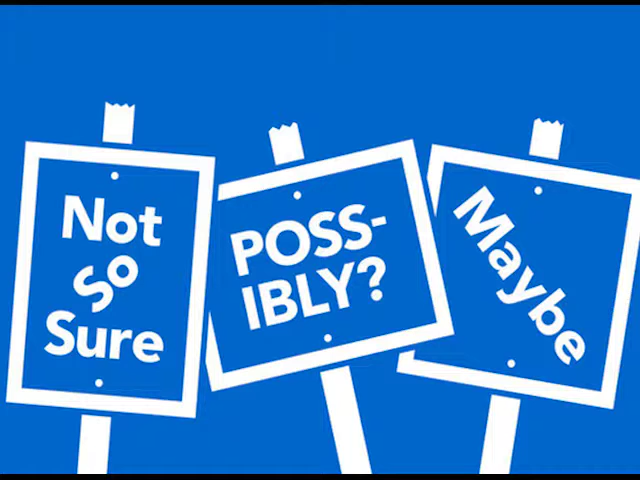 Not
So
Sure
POSS-
IBLY?
Maybe